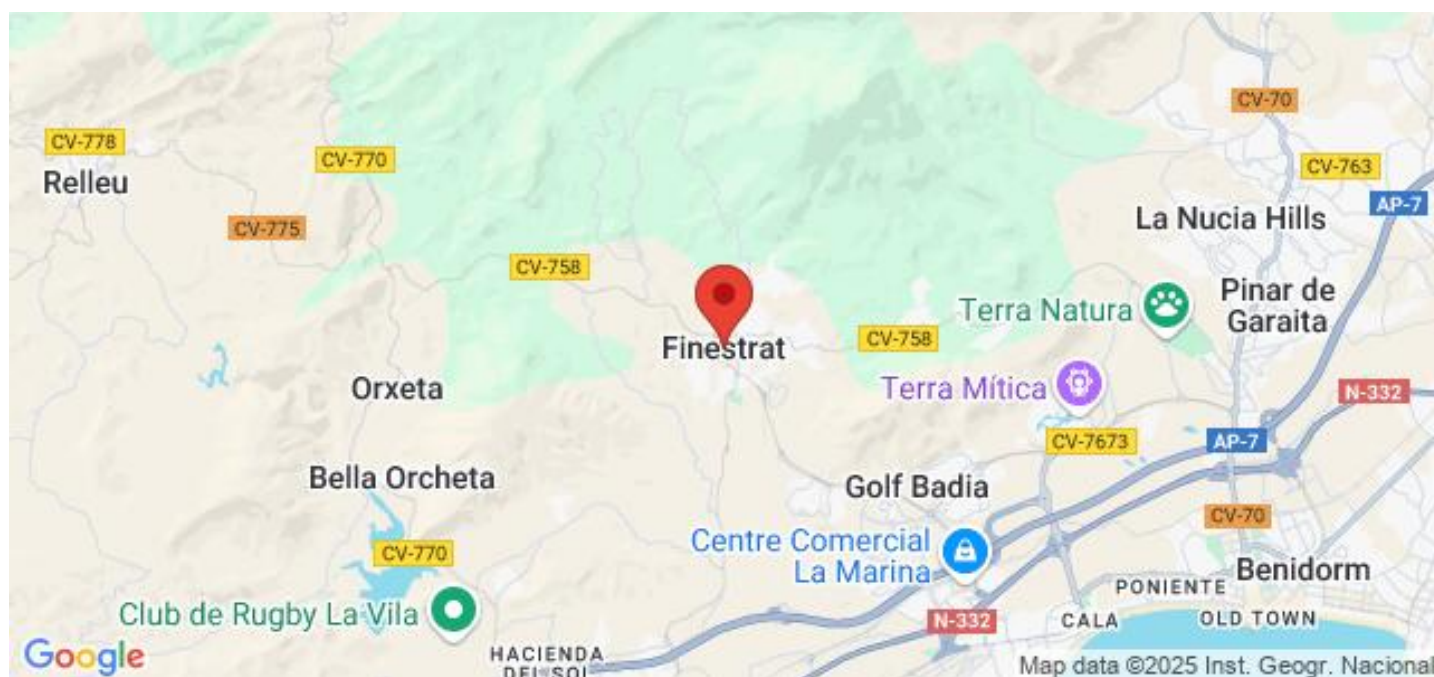 CV-70
CV-778
CV-770
CV-763
Relleu
AP-7
La Nucia Hills
CV-775
CV-758
Terra Natura
Pinar de
Garaita
CV-758
Finestrat
Orxeta
Terra Mítica
N-332
CV-7673
AP-7
Bella Orcheta
Golf Badia
CV-70
Centre Comercial
La Marina
CV-770
Benidorm
PONIENTE
Club de Rugby La Vila
N-332
CALA
OLD TOWN
HACIENDA
DEL SOL
Google
Map data ©2025 Inst. Geogr. Nacional